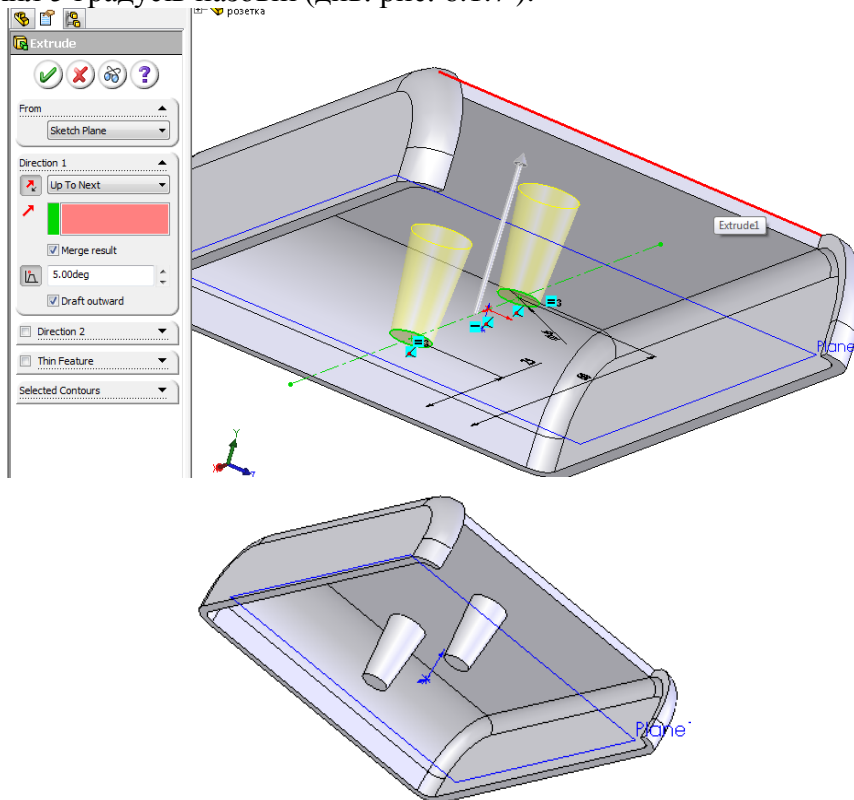 розетка
Extrude
From
Sketch Plane
Direction 1
Up To Next
Merge result
5.00deg
Draft outward
Direction 2
Thin Feature
Selected Contours
Extrude1
Plane
Y
Plane